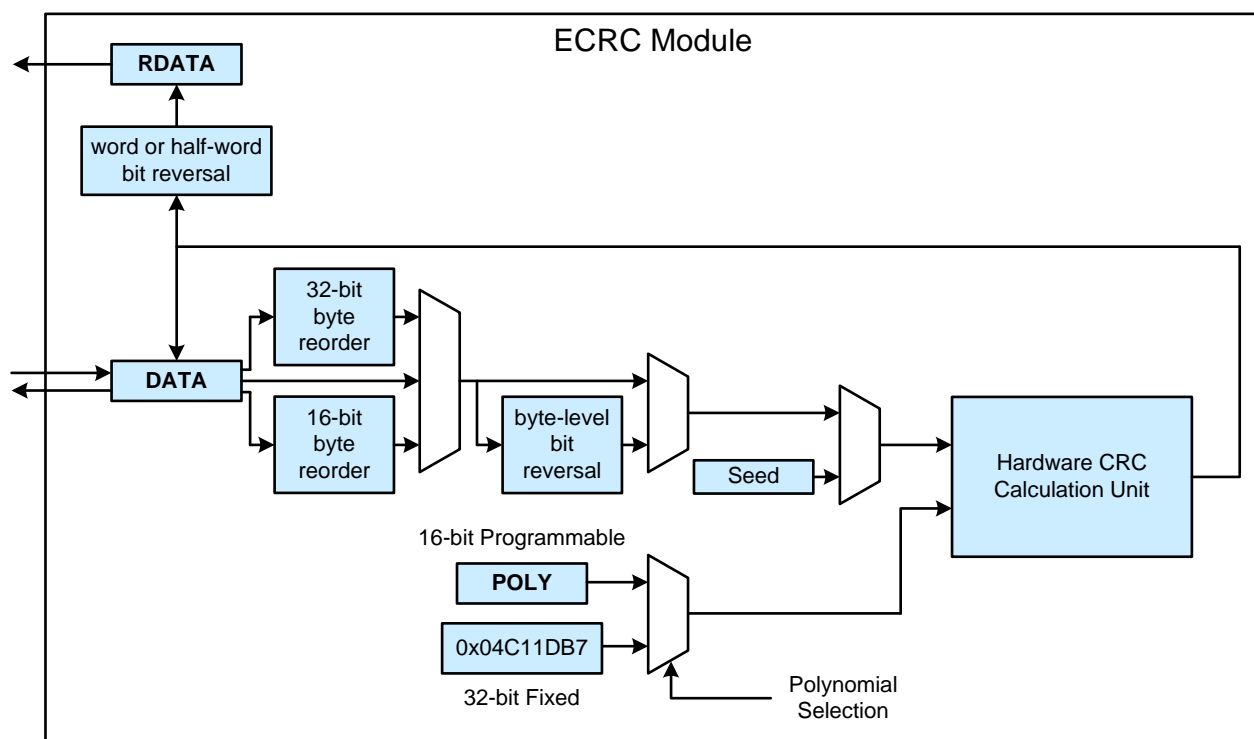 ECRC Module
RDATA
word or half-word
bit reversal
32-bit
byte
reorder
DATA
16-bit
byte
reorder
byte-level
bit
reversal
Seed
Hardware CRC
Calculation Unit
16-bit Programmable
POLY
0x04C11DB7
32-bit Fixed
Polynomial
Selection